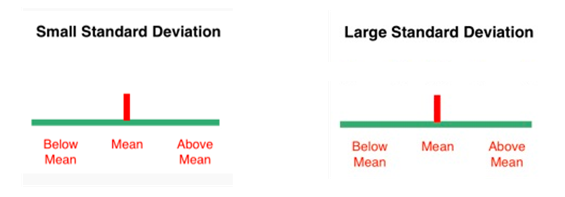 Small Standard Deviation
Below
Mean
Mean
Above
Mean
Large Standard Deviation
Below
Mean
Mean
Above
Mean